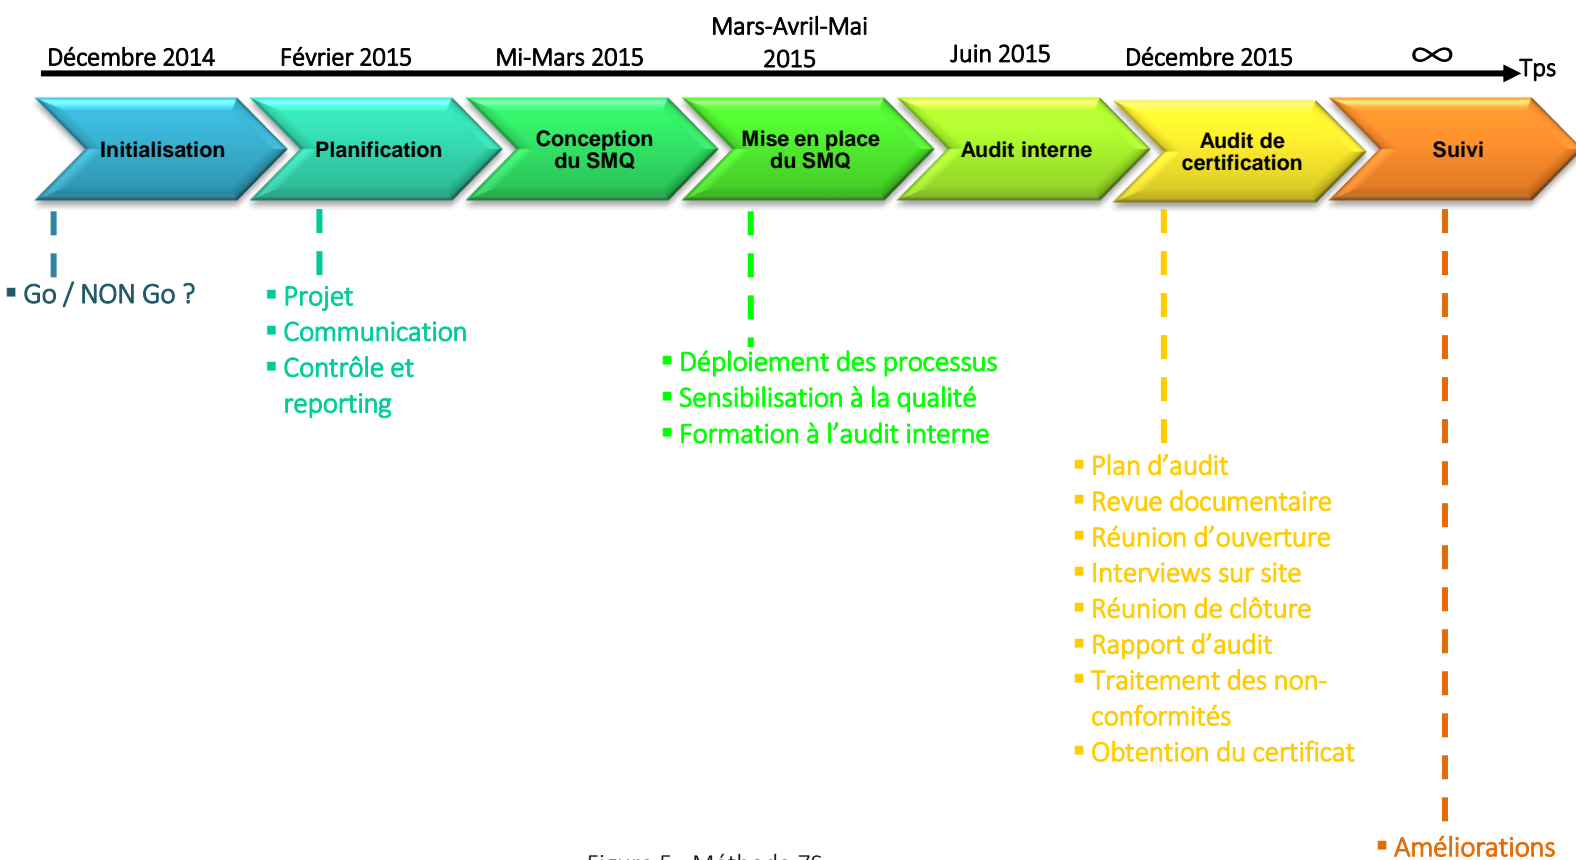 Mars-Avril-Mai
Décembre 2014 Février 2015 Mi-Mars 2015 2015 Juin 2015 Décembre 2015 ∞
Tps
Initialisation
Planification
Conception
du SMQ
Mise en place
du SMQ
Audit interne
Audit de
certification
Suivi
▪ Go / NON Go ?
▪ Projet
▪ Communication
▪ Contrôle et
reporting
▪ Déploiement des processus
▪ Sensibilisation à la qualité
▪ Formation à l’audit interne
▪ Plan d’audit
▪ Revue documentaire
▪ Réunion d’ouverture
▪ Interviews sur site
▪ Réunion de clôture
▪ Rapport d’audit
▪ Traitement des non-
conformités
▪ Obtention du certificat
▪ Améliorations
Méthode